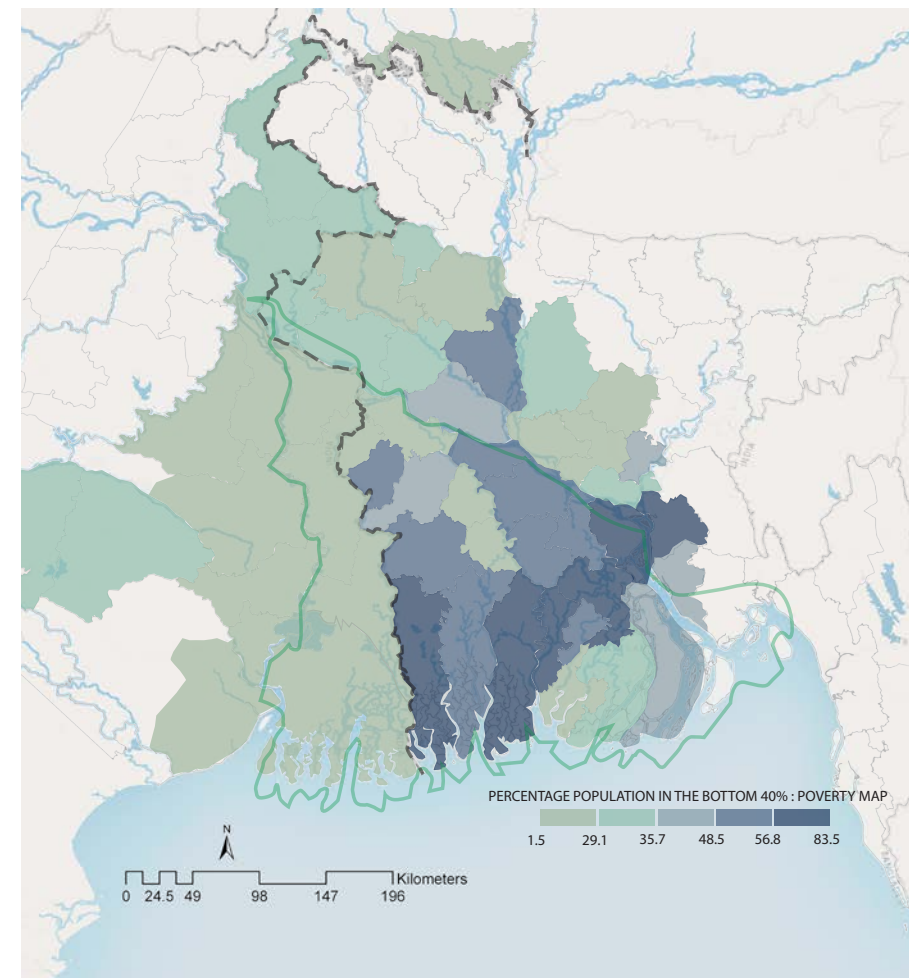 INDIA
PERCENTAGE POPULATION IN THE BOTTOM 40% : POVERTY MAP
1.5 29.1 35.7 48.5 56.8 83.5
N
Kilometers
0 24.5 49 98 147 196